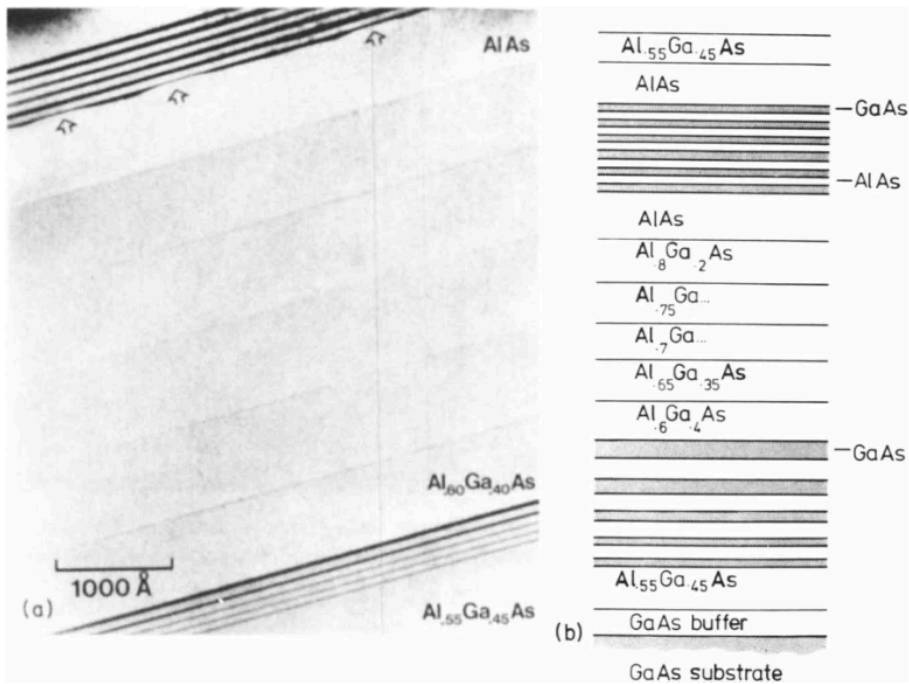 AlAs
Al.60Ga.40As
1000 Å
(a)
Al.55Ga.45As
Al.55Ga.45As
AlAs
GaAs
AlAs
AlAs
Al.8Ga.2As
Al.75Ga...
Al.7Ga...
Al.65Ga.35As
Al.6Ga.4As
GaAs
Al.55Ga.45As
(b)
GaAs buffer
GaAs substrate